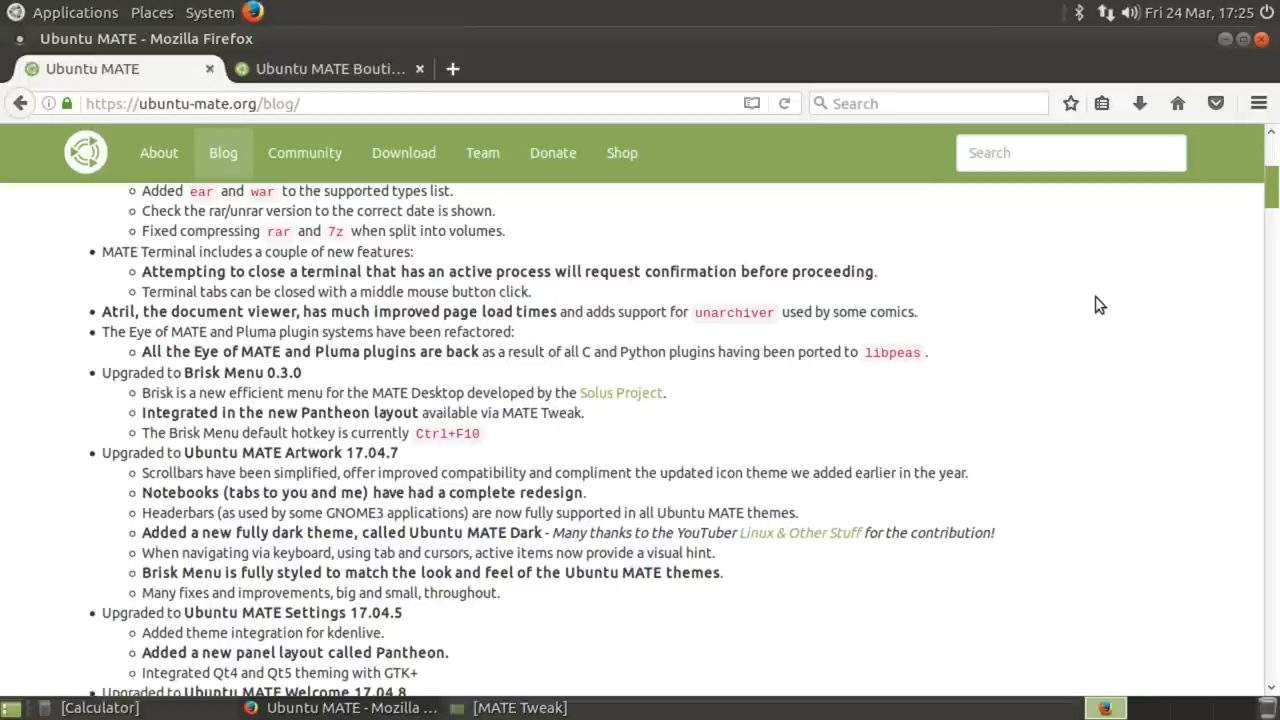 Applications Places System Fri 24 Mar, 17:25
Ubuntu MATE - Mozilla Firefox
Ubuntu MATE × Ubuntu MATE Bouti... × +
https://ubuntu-mate.org/blog/ Search
About Blog Community Download Team Donate Shop Search
Added ear and war to the supported types list.
Check the rar/unrar version to the correct date is shown.
Fixed compressing rar and 7z when split into volumes.
MATE Terminal includes a couple of new features:
Attempting to close a terminal that has an active process will request confirmation before proceeding.
Terminal tabs can be closed with a middle mouse button click.
Atril, the document viewer, has much improved page load times and adds support for unarchiver used by some comics.
The Eye of MATE and Pluma plugin systems have been refactored:
All the Eye of MATE and Pluma plugins are back as a result of all C and Python plugins having been ported to libpeas.
Upgraded to Brisk Menu 0.3.0
Brisk is a new efficient menu for the MATE Desktop developed by the Solus Project.
Integrated in the new Pantheon layout available via MATE Tweak.
The Brisk Menu default hotkey is currently Ctrl+F10
Upgraded to Ubuntu MATE Artwork 17.04.7
Scrollbars have been simplified, offer improved compatibility and compliment the updated icon theme we added earlier in the year.
Notebooks (tabs to you and me) have had a complete redesign.
Headerbars (as used by some GNOME3 applications) are now fully supported in all Ubuntu MATE themes.
Added a new fully dark theme, called Ubuntu MATE Dark - Many thanks to the YouTuber Linux & Other Stuff for the contribution!
When navigating via keyboard, using tab and cursors, active items now provide a visual hint.
Brisk Menu is fully styled to match the look and feel of the Ubuntu MATE themes.
Many fixes and improvements, big and small, throughout.
Upgraded to Ubuntu MATE Settings 17.04.5
Added theme integration for kdenlive.
Added a new panel layout called Pantheon.
Integrated Qt4 and Qt5 theming with GTK+
Upgraded to Ubuntu MATE Welcome 17.04.8
[Calculator] Ubuntu MATE - Mozilla ... [MATE Tweak]